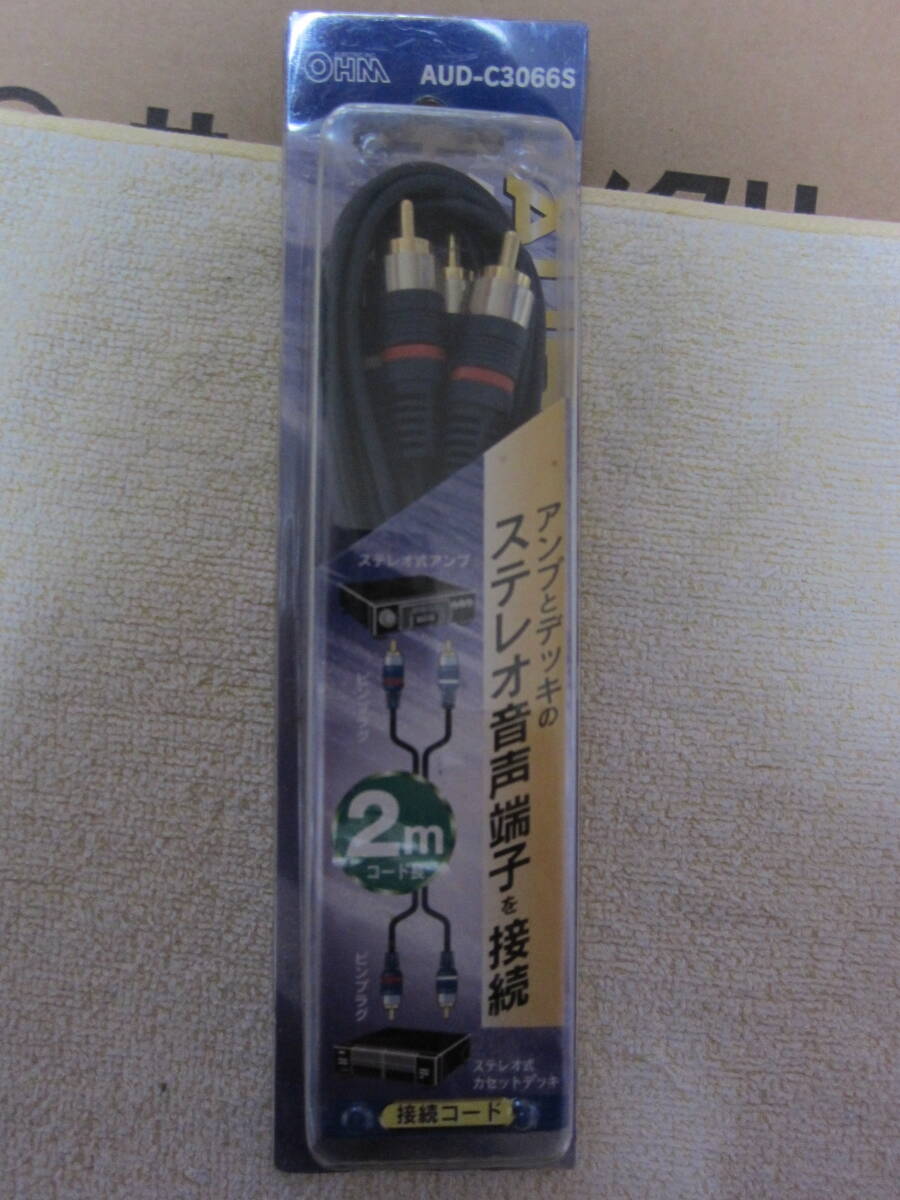 OHM
AUD-C3066S
アンプとデッキの
ステレオ音声端子を接続
ステレオ式アンプ
ピンプラグ
2m
コード長
ピンプラグ
ステレオ式
カセットデッキ
接続コード